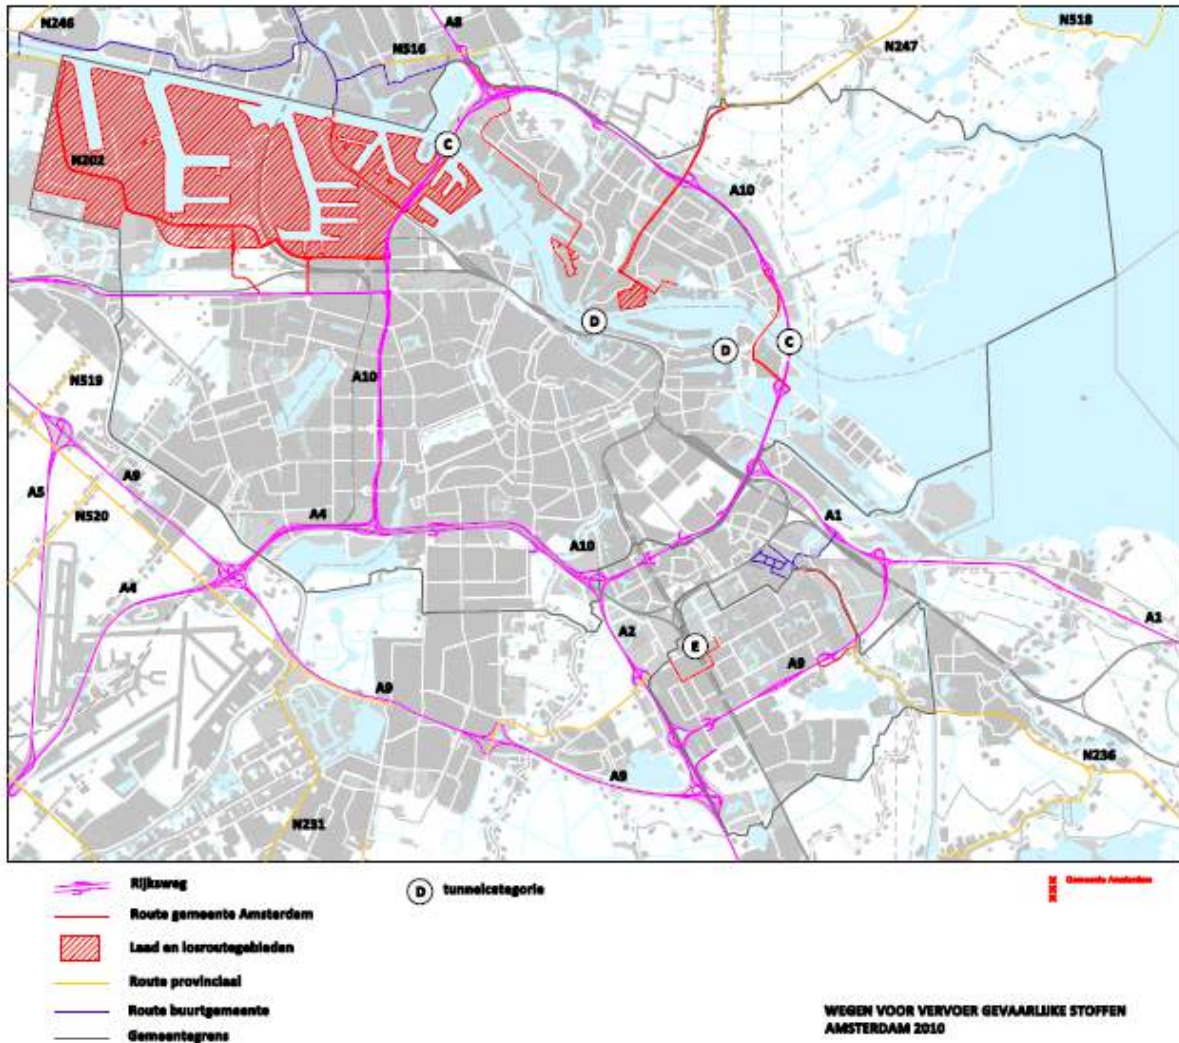 N246
A8
N518
N516
N247
C
N202
A10
D
C
D
A10
N519
A9
A5
A4
N520
A10
A1
A4
A2
A1
E
A9
A9
N236
A9
N231
Rijksweg
D tunnelcategorie
Gemeente Amsterdam
Route gemeente Amsterdam
Laad en losroutegebieden
Route provinciaal
Route buurtgemeente
Gemeentegrens
WEGEN VOOR VERVOER GEVAARLIJKE STOFFEN
AMSTERDAM 2010